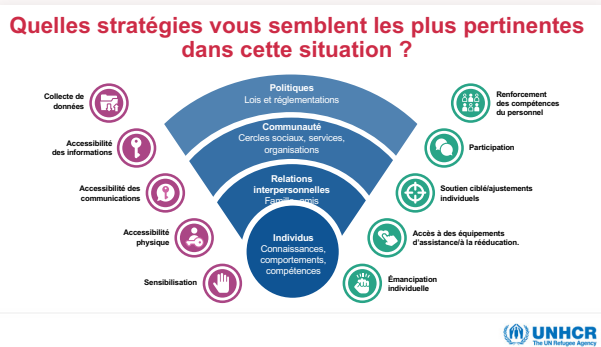 Quelles stratégies vous semblent les plus pertinentes
dans cette situation ?
Politiques
Lois et réglementations
Communauté
Cercles sociaux, services,
organisations
Relations
interpersonnelles
Famille, amis
Individus
Connaissances,
comportements,
compétences
Collecte de
données
Accessibilité
des informations
Accessibilité des
communications
Accessibilité
physique
Sensibilisation
Renforcement
des compétences
du personnel
Participation
Soutien ciblé/ajustements
individuels
Accès à des équipements
d'assistance/à la rééducation.
Émancipation
individuelle
UNHCR
The UN Refugee Agency